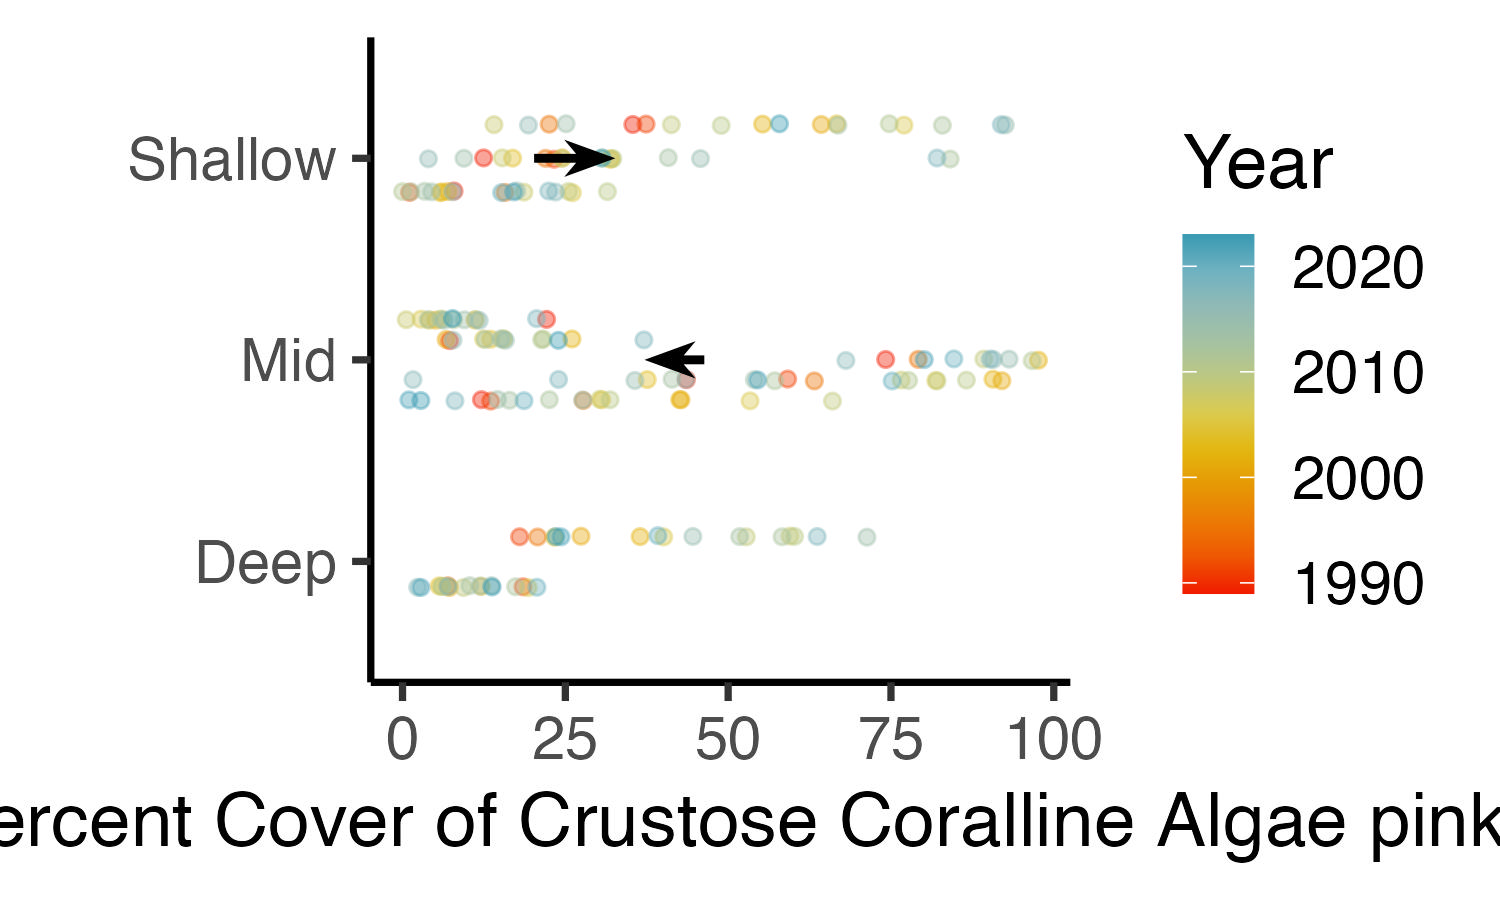 Shallow
Mid
Deep
0 25 50 75 100
ercent Cover of Crustose Coralline Algae pink
Year
2020
2010
2000
1990